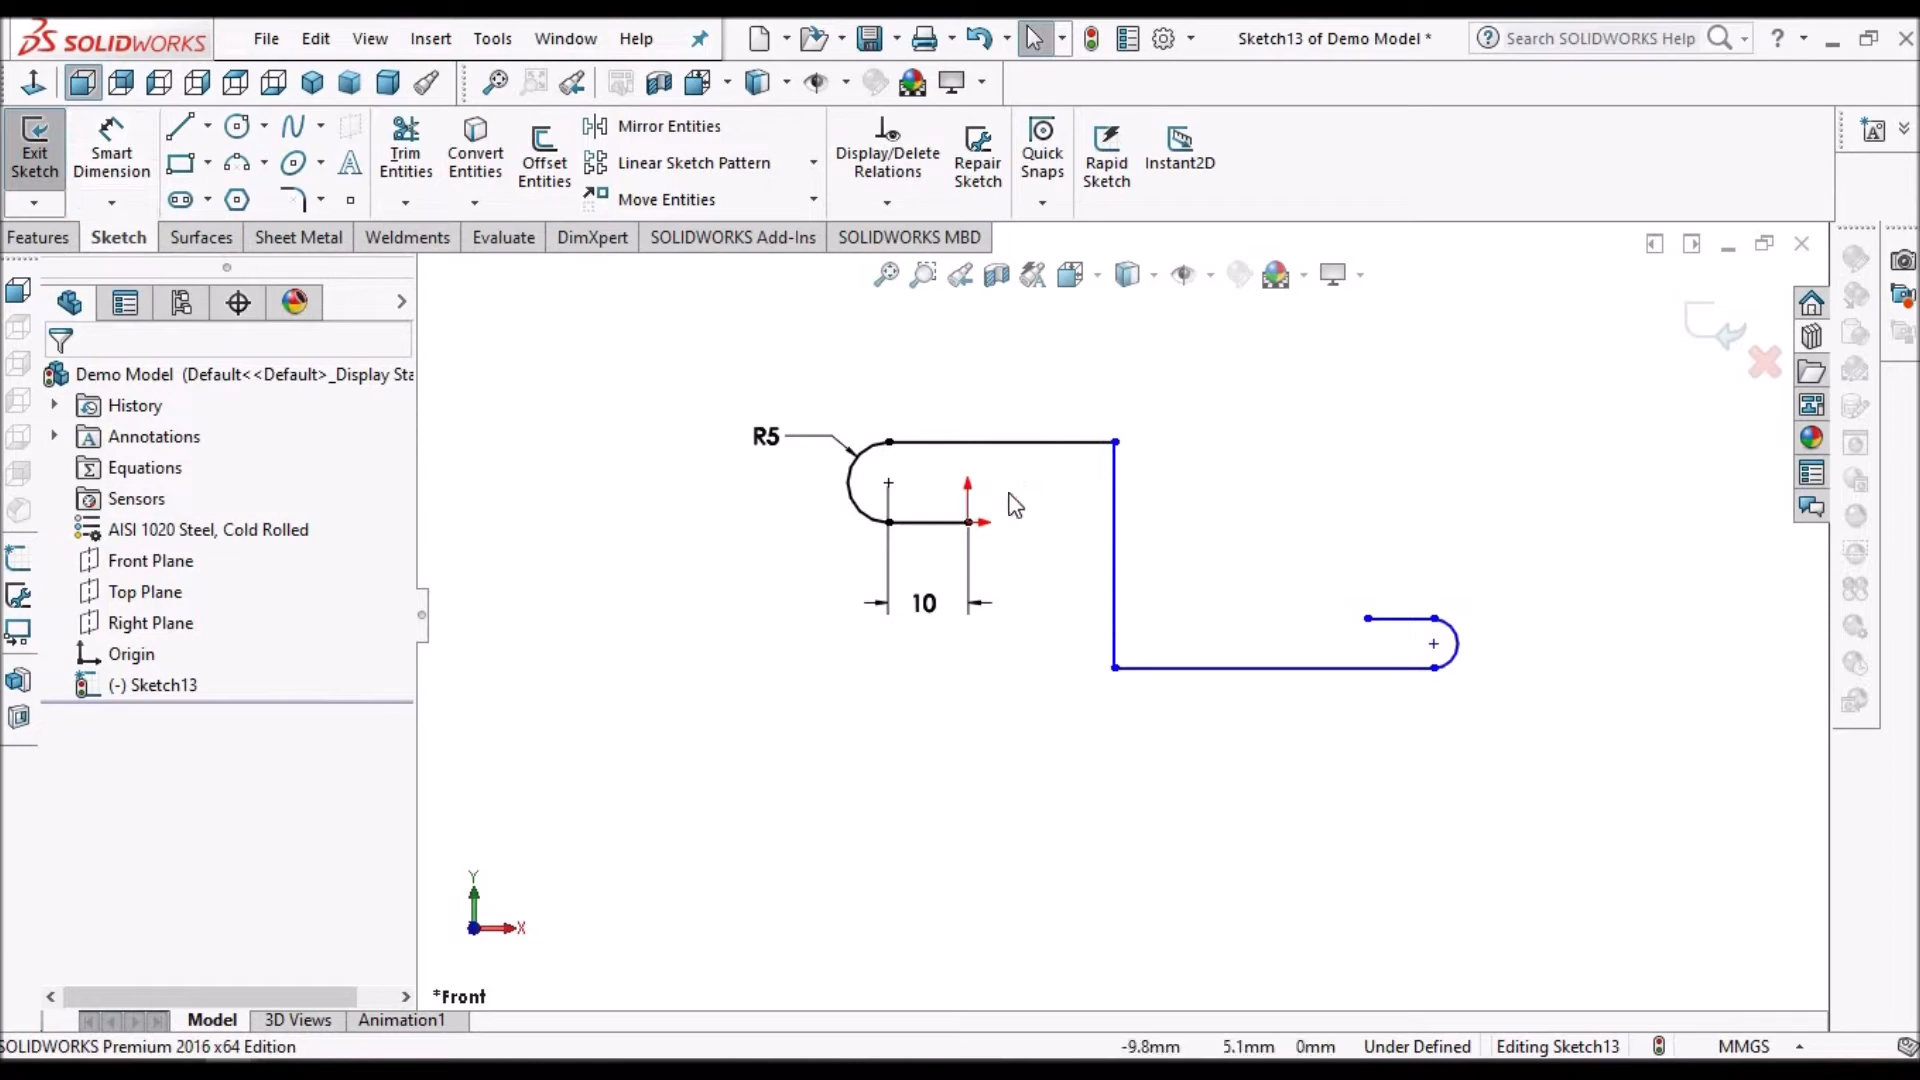 SOLIDWORKS File Edit View Insert Tools Window Help Sketch13 of Demo Model * Search SOLIDWORKS Help ?
Exit Sketch
Smart Dimension
Trim Entities
Convert Entities
Offset Entities
Mirror Entities
Linear Sketch Pattern
Move Entities
Display/Delete Relations
Repair Sketch
Quick Snaps
Rapid Sketch
Instant2D
Features Sketch Surfaces Sheet Metal Weldments Evaluate DimXpert SOLIDWORKS Add-Ins SOLIDWORKS MBD
Demo Model (Default<<Default>_Display Sta
History
Annotations
Equations
Sensors
AISI 1020 Steel, Cold Rolled
Front Plane
Top Plane
Right Plane
Origin
(-) Sketch13
R5
10
Y
X
*Front
Model 3D Views Animation1
SOLIDWORKS Premium 2016 x64 Edition -9.8mm 5.1mm 0mm Under Defined Editing Sketch13 MMGS